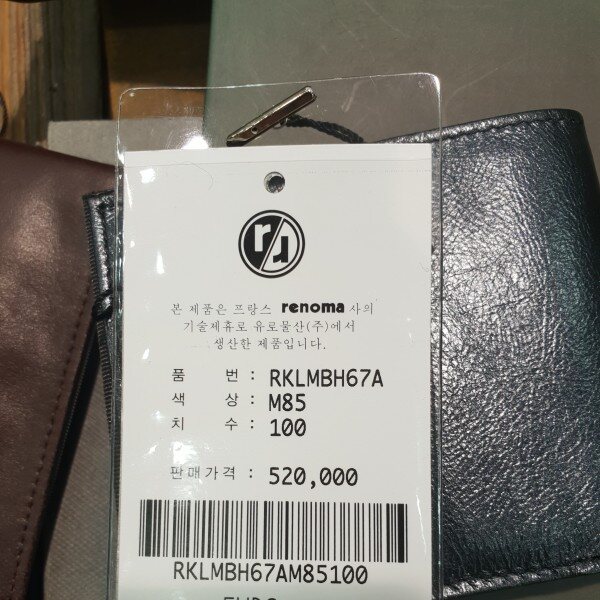 ru
본 제품은 프랑스 renoma 사의
기술제휴로 유로물산(주)에서
생산한 제품입니다.
품 번 : RKLMBH67A
색 상 : M85
치 수 : 100
판매가격 : 520,000
RKLMBH67AM85100